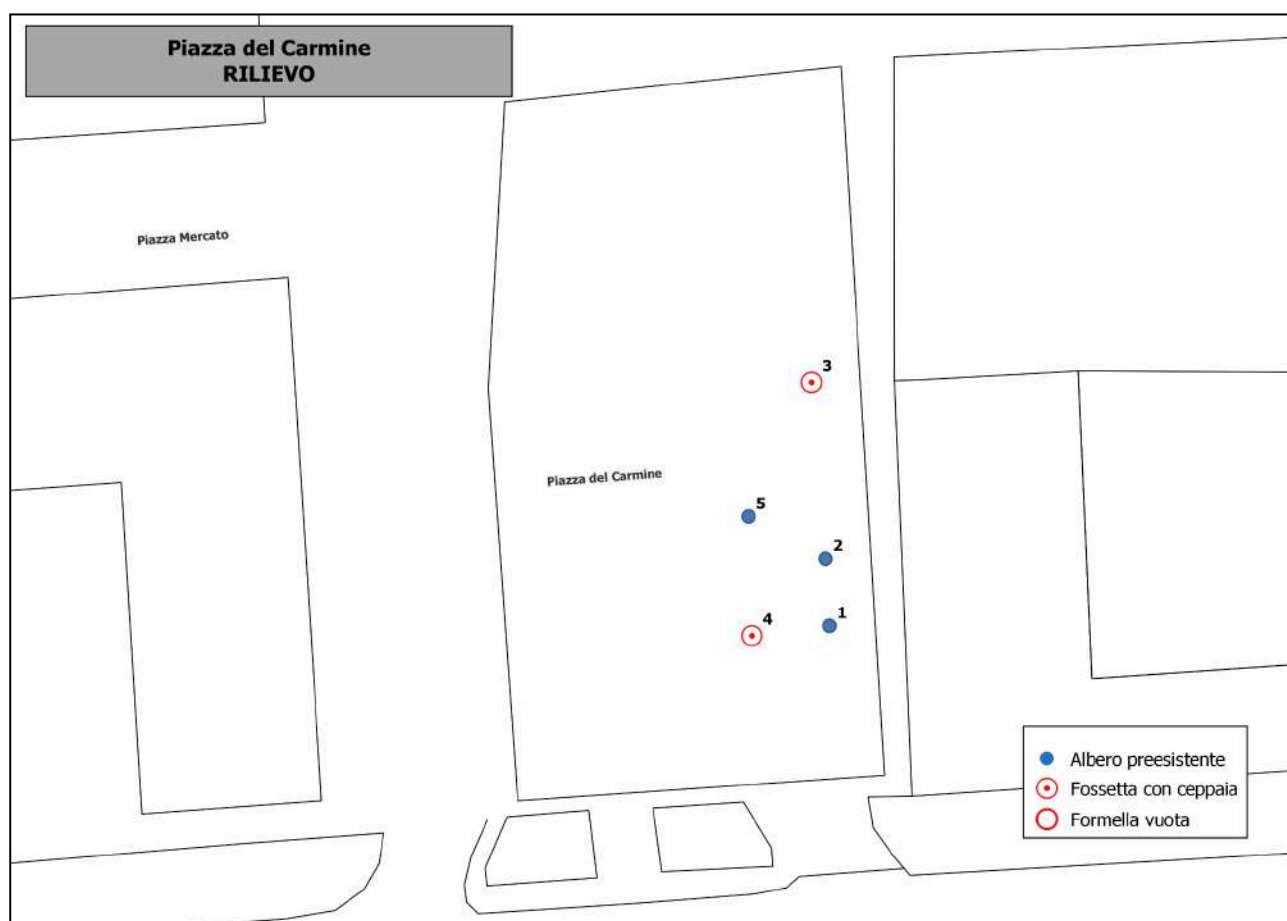 Piazza del Carmine
RILIEVO
Piazza Mercato
3
Piazza del Carmine
5
2
4
1
Albero preesistente
Fossetta con ceppaia
Formella vuota